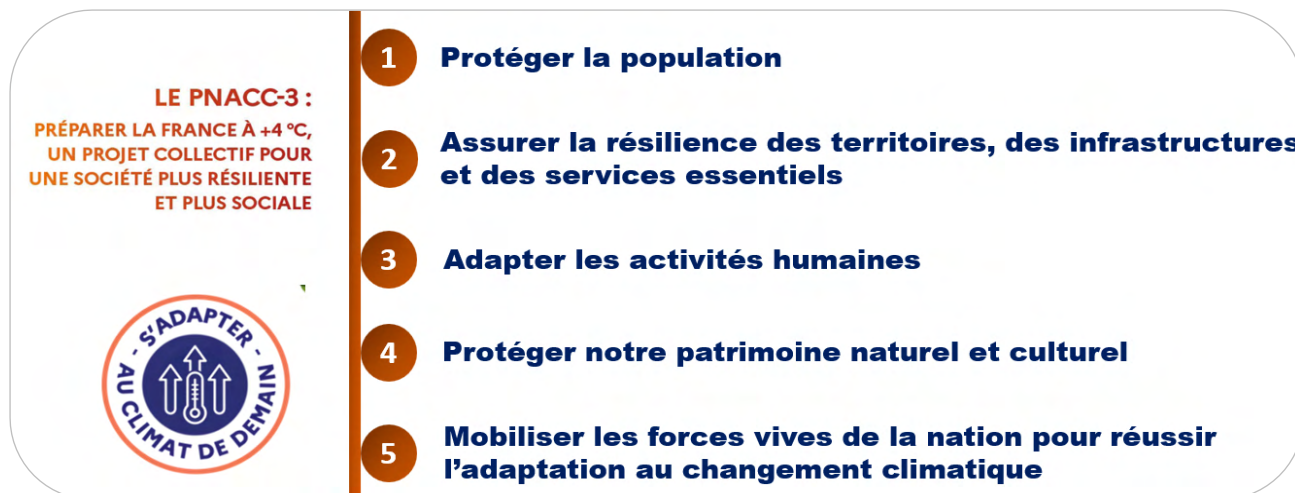 LE PNACC-3 :
PRÉPARER LA FRANCE À +4 °C,
UN PROJET COLLECTIF POUR
UNE SOCIÉTÉ PLUS RÉSILIENTE
ET PLUS SOCIALE
- S'ADAPTER -
AU CLIMAT DE DEMAIN
1 Protéger la population
2 Assurer la résilience des territoires, des infrastructures
et des services essentiels
3 Adapter les activités humaines
4 Protéger notre patrimoine naturel et culturel
5 Mobiliser les forces vives de la nation pour réussir
l’adaptation au changement climatique